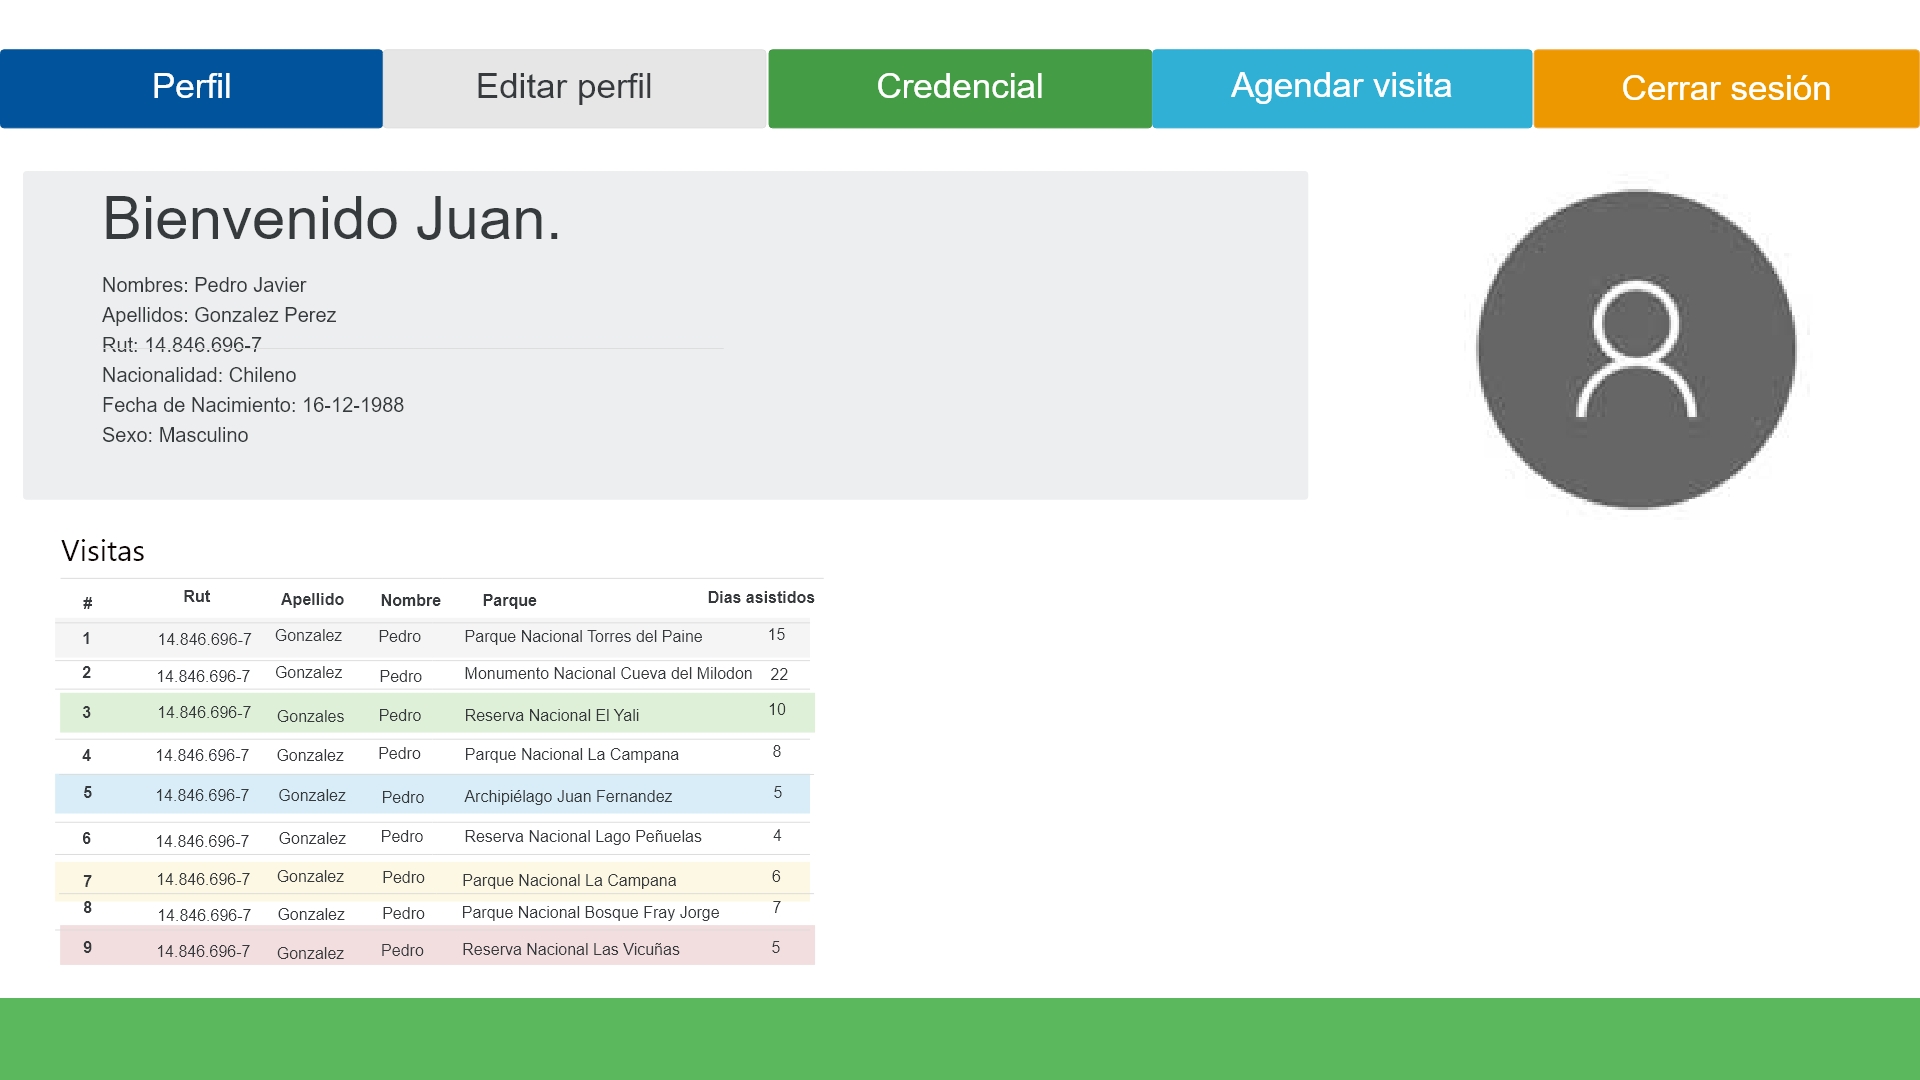 Perfil Editar perfil Credencial Agendar visita Cerrar sesión
Bienvenido Juan.
Nombres: Pedro Javier
Apellidos: Gonzalez Perez
Rut: 14.846.696-7
Nacionalidad: Chileno
Fecha de Nacimiento: 16-12-1988
Sexo: Masculino
Visitas
# Rut Apellido Nombre Parque Dias asistidos
1 14.846.696-7 Gonzalez Pedro Parque Nacional Torres del Paine 15
2 14.846.696-7 Gonzalez Pedro Monumento Nacional Cueva del Milodon 22
3 14.846.696-7 Gonzales Pedro Reserva Nacional El Yali 10
4 14.846.696-7 Gonzalez Pedro Parque Nacional La Campana 8
5 14.846.696-7 Gonzalez Pedro Archipiélago Juan Fernandez 5
6 14.846.696-7 Gonzalez Pedro Reserva Nacional Lago Peñuelas 4
7 14.846.696-7 Gonzalez Pedro Parque Nacional La Campana 6
8 14.846.696-7 Gonzalez Pedro Parque Nacional Bosque Fray Jorge 7
9 14.846.696-7 Gonzalez Pedro Reserva Nacional Las Vicuñas 5